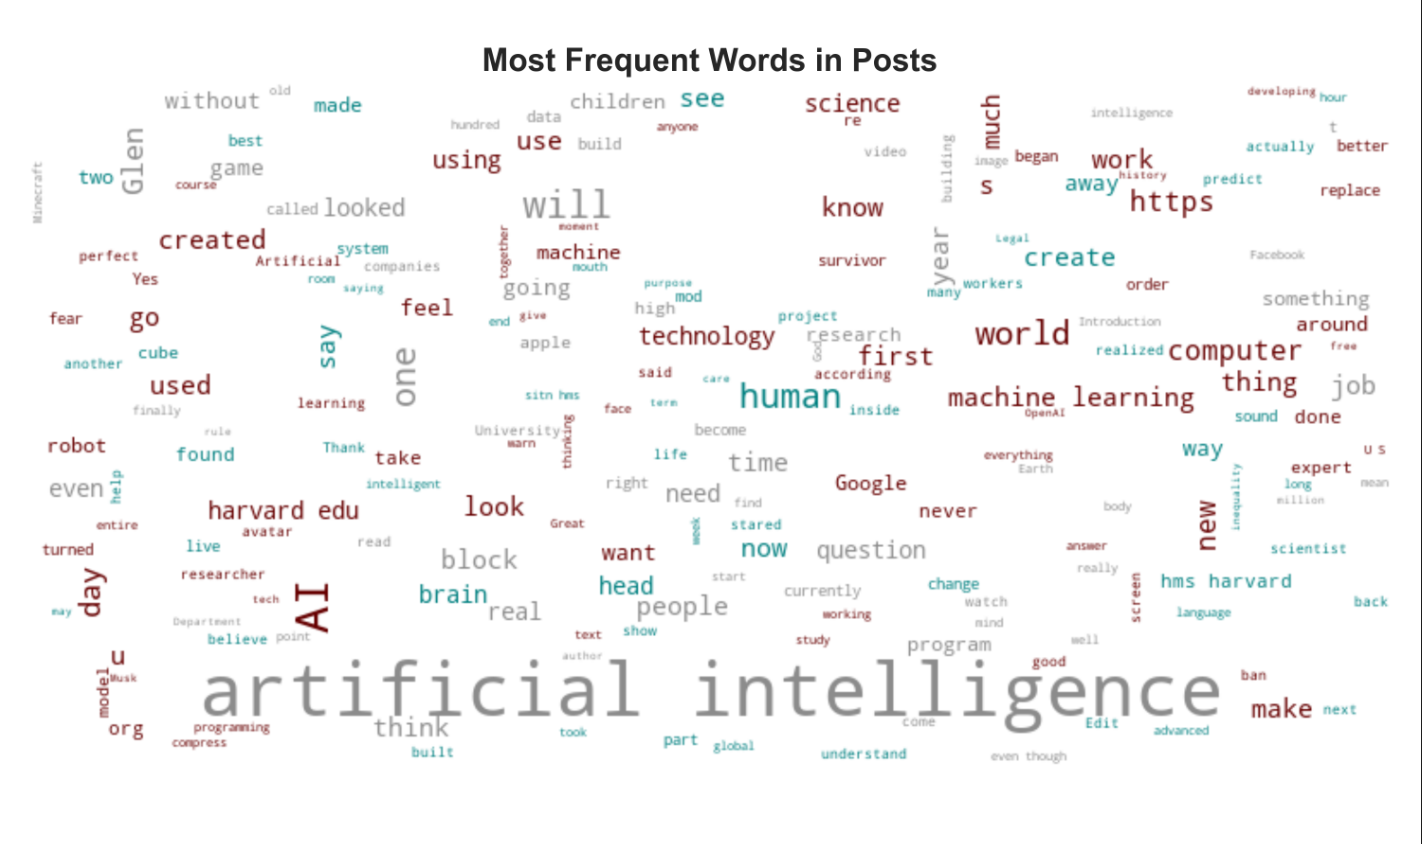 Most Frequent Words in Posts
without
old
made
children
see
science
much
developing
hour
hundred
data
anyone
re
intelligence
t
Glen
best
use
build
using
video
building
image
began
work
actually
better
Minecraft
two
game
course
s
away
history
predict
replace
called
looked
will
know
https
created
system
together
moment
machine
mouth
survivor
year
Legal
create
Facebook
perfect
Artificial
companies
Yes
room
saying
going
purpose
mod
many
workers
order
something
fear
go
say
feel
end
give
high
project
technology
research
world
Introduction
around
another
cube
one
apple
God
first
realized
computer
free
used
said
according
care
human
machine learning
thing
job
finally
learning
sitn hms
face
term
inside
OpenAI
sound
done
robot
rule
found
Thank
take
University
warn
thinking
become
life
time
everything
Earth
way
expert
U S
even
help
intelligent
right
need
find
Google
inequality
long
million
mean
entire
harvard edu
avatar
look
Great
week
stared
never
body
new
turned
live
read
block
want
now
question
answer
scientist
day
researcher
AI
brain
head
start
currently
change
really
hms harvard
may
tech
real
people
watch
working
screen
language
back
Department
believe
point
text
show
study
mind
program
well
u
author
good
model
Musk
artificial intelligence
ban
org
programming
compress
think
built
took
part
global
come
understand
even though
Edit
advanced
make
next